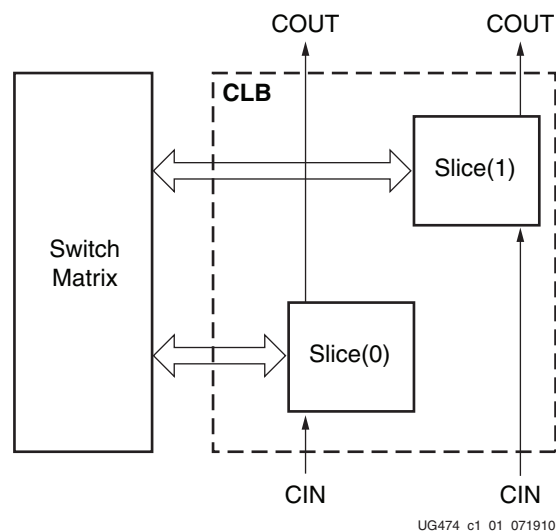 COUT
COUT
CLB
Slice(1)
Switch
Matrix
Slice(0)
CIN
CIN
UG474_c1_01_071910